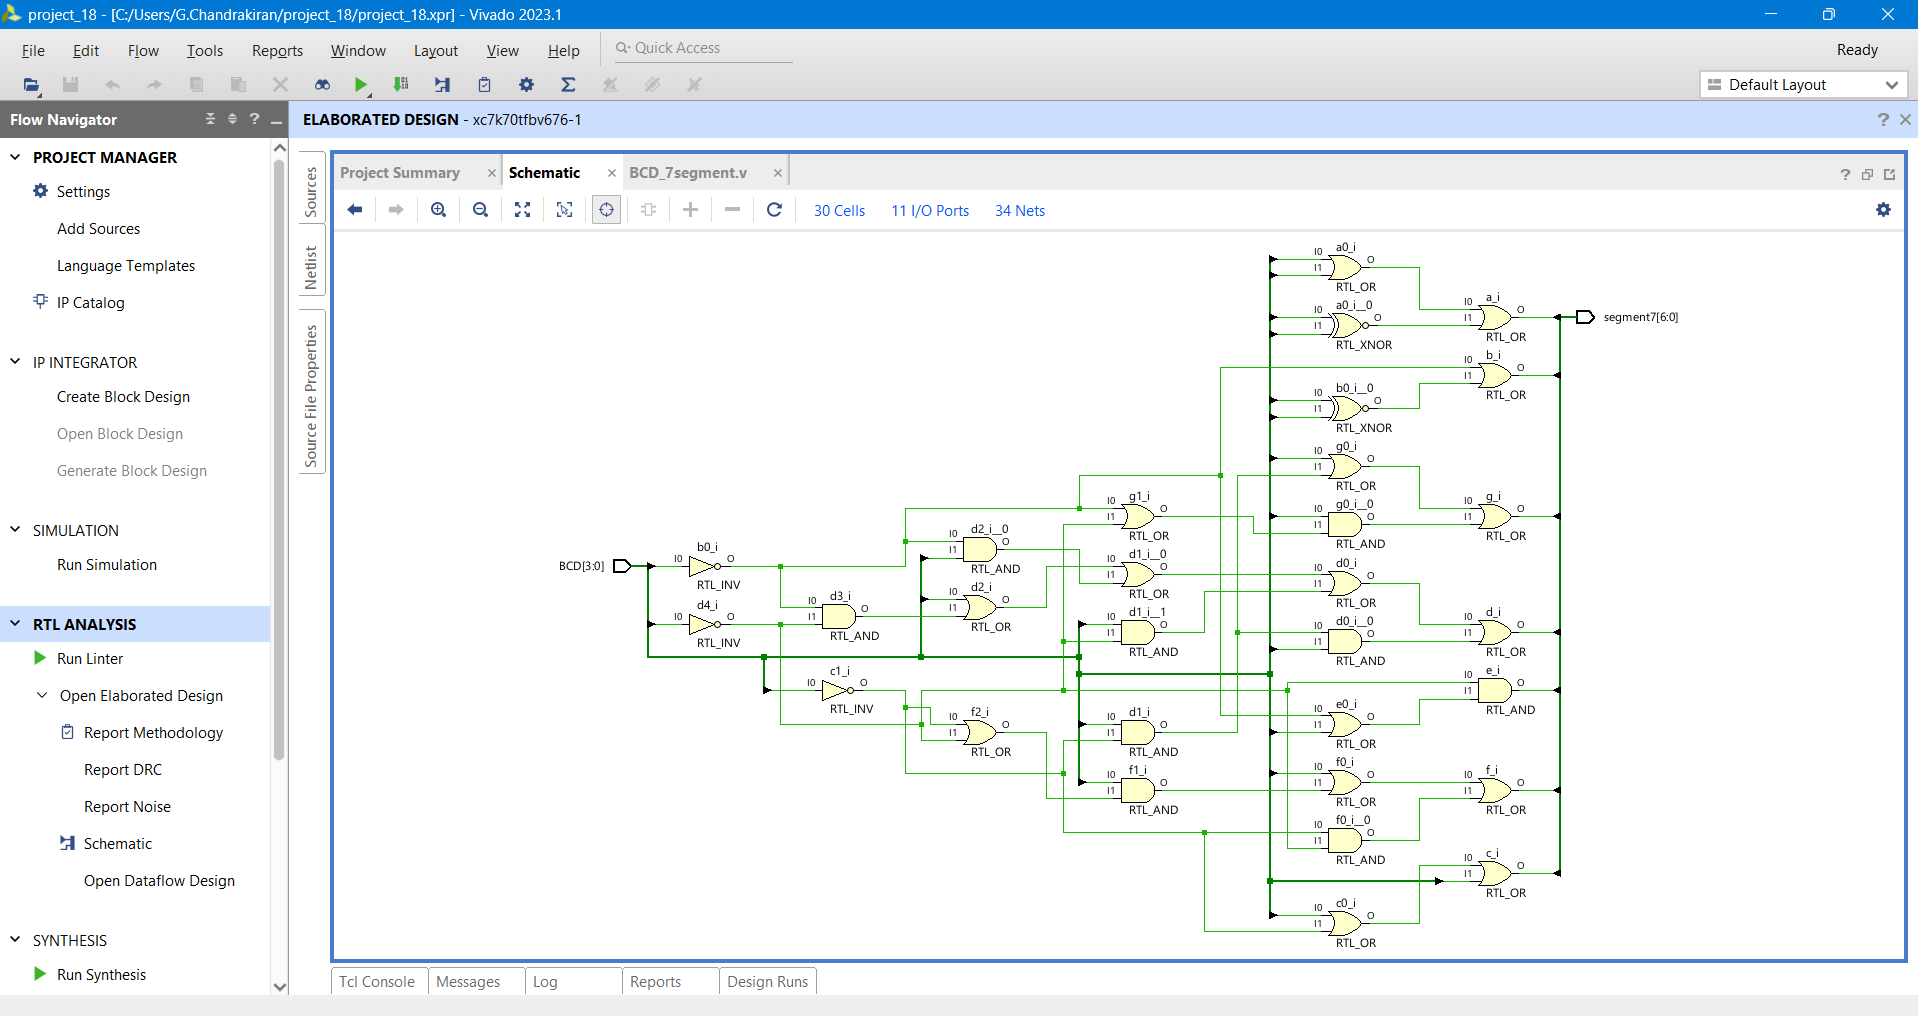 project_18 - [C:/Users/G.Chandrakiran/project_18/project_18.xpr] - Vivado 2023.1
File Edit Flow Tools Reports Window Layout View Help Quick Access Ready
Default Layout
Flow Navigator
ELABORATED DESIGN - xc7k70tfbv676-1
PROJECT MANAGER
Settings
Add Sources
Language Templates
IP Catalog
IP INTEGRATOR
Create Block Design
Open Block Design
Generate Block Design
SIMULATION
Run Simulation
RTL ANALYSIS
Run Linter
Open Elaborated Design
Report Methodology
Report DRC
Report Noise
Schematic
Open Dataflow Design
SYNTHESIS
Run Synthesis
Sources
Netlist
Source File Properties
Project Summary Schematic BCD_7segment.v
30 Cells 11 I/O Ports 34 Nets
BCD[3:0]
I0 b0_i O
RTL_INV
I0 d4_i O
RTL_INV
I0 I1 d3_i O
RTL_AND
I0 c1_i O
RTL_INV
I0 I1 d2_i__0 O
RTL_AND
I0 I1 d2_i O
RTL_OR
I0 I1 f2_i O
RTL_OR
I0 I1 g1_i O
RTL_OR
I0 I1 d1_i__0 O
RTL_OR
I0 I1 d1_i__1 O
RTL_AND
I0 I1 d1_i O
RTL_AND
I0 I1 f1_i O
RTL_AND
I0 I1 a0_i O
RTL_OR
I0 I1 a0_i__0 O
RTL_XNOR
I0 I1 b0_i__0 O
RTL_XNOR
I0 I1 g0_i O
RTL_OR
I0 I1 g0_i__0 O
RTL_AND
I0 I1 d0_i O
RTL_OR
I0 I1 d0_i__0 O
RTL_AND
I0 I1 e0_i O
RTL_OR
I0 I1 f0_i O
RTL_OR
I0 I1 f0_i__0 O
RTL_AND
I0 I1 c0_i O
RTL_OR
I0 I1 a_i O
RTL_OR
I0 I1 b_i O
RTL_OR
I0 I1 g_i O
RTL_OR
I0 I1 d_i O
RTL_OR
I0 I1 e_i O
RTL_AND
I0 I1 f_i O
RTL_OR
I0 I1 c_i O
RTL_OR
segment7[6:0]
Tcl Console Messages Log Reports Design Runs